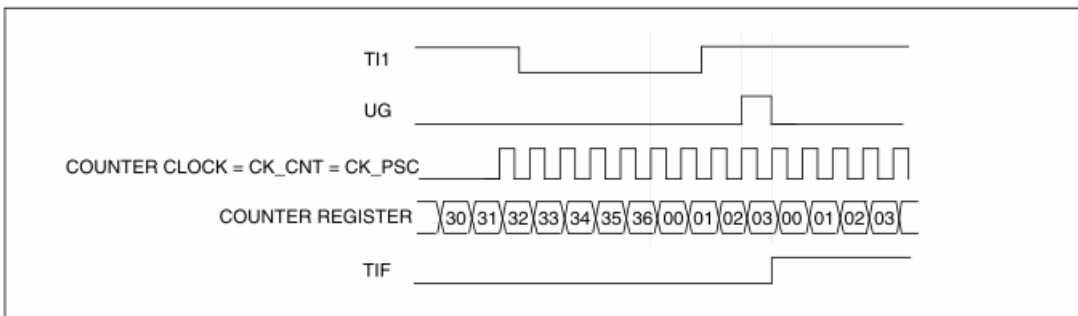 TI1
UG
COUNTER CLOCK = CK_CNT = CK_PSC
COUNTER REGISTER 30 31 32 33 34 35 36 00 01 02 03 00 01 02 03
TIF